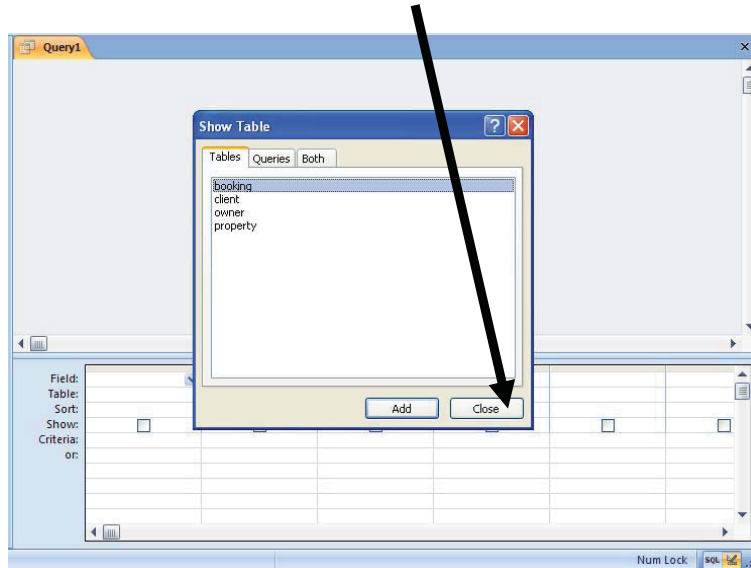 Query1
Show Table
Tables Queries Both
booking
client
owner
property
Add Close
Field:
Table:
Sort:
Show:
Criteria:
or:
Num Lock SQL